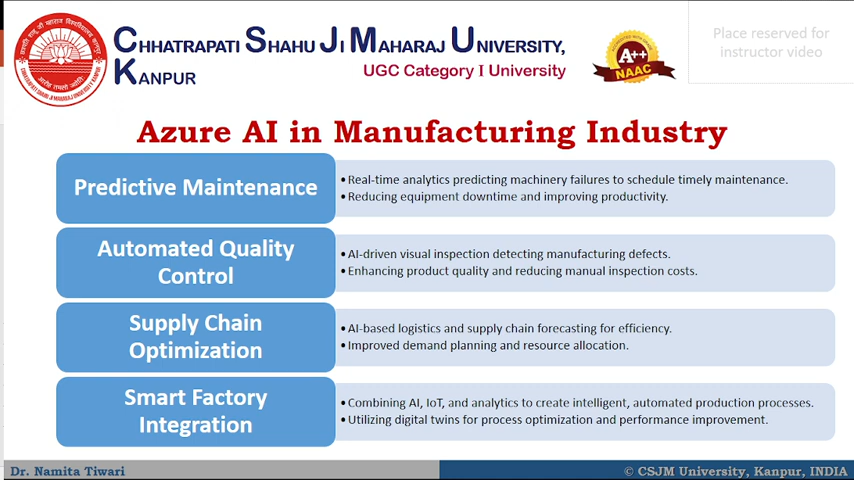 CHHATRAPATI SHAHU JI MAHARAJ UNIVERSITY,
KANPUR
UGC Category I University
A++
NAAC
Place reserved for
instructor video
Azure AI in Manufacturing Industry
Predictive Maintenance
• Real-time analytics predicting machinery failures to schedule timely maintenance.
• Reducing equipment downtime and improving productivity.
Automated Quality
Control
• AI-driven visual inspection detecting manufacturing defects.
• Enhancing product quality and reducing manual inspection costs.
Supply Chain
Optimization
• AI-based logistics and supply chain forecasting for efficiency.
• Improved demand planning and resource allocation.
Smart Factory
Integration
• Combining AI, IoT, and analytics to create intelligent, automated production processes.
• Utilizing digital twins for process optimization and performance improvement.
Dr. Namita Tiwari
© CSJM University, Kanpur, INDIA